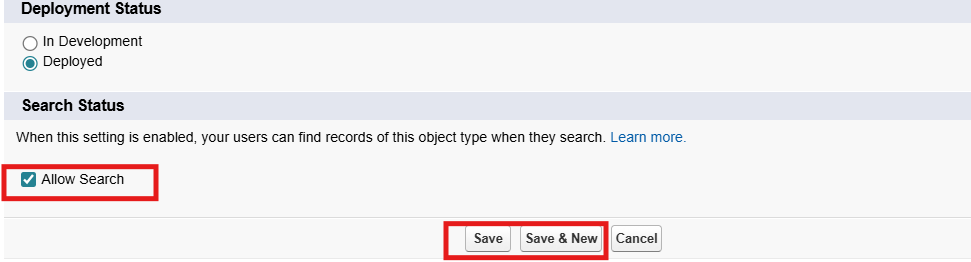 Deployment Status
In Development
Deployed
Search Status
When this setting is enabled, your users can find records of this object type when they search. Learn more.
Allow Search
Save Save & New Cancel